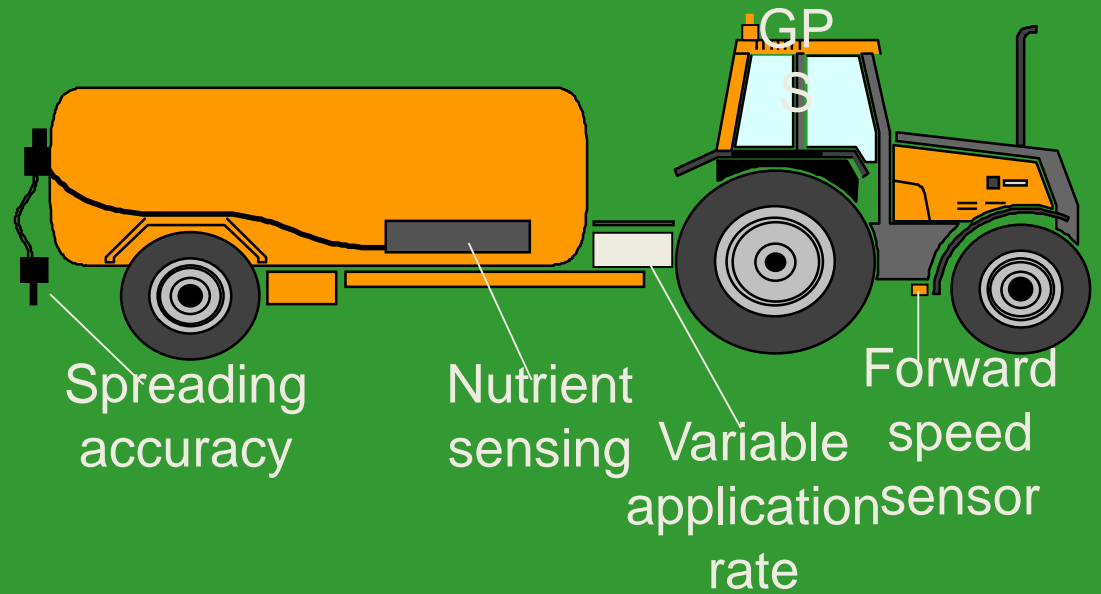 GP
S
Spreading
accuracy
Nutrient
sensing
Variable
application
rate
Forward
speed
sensor